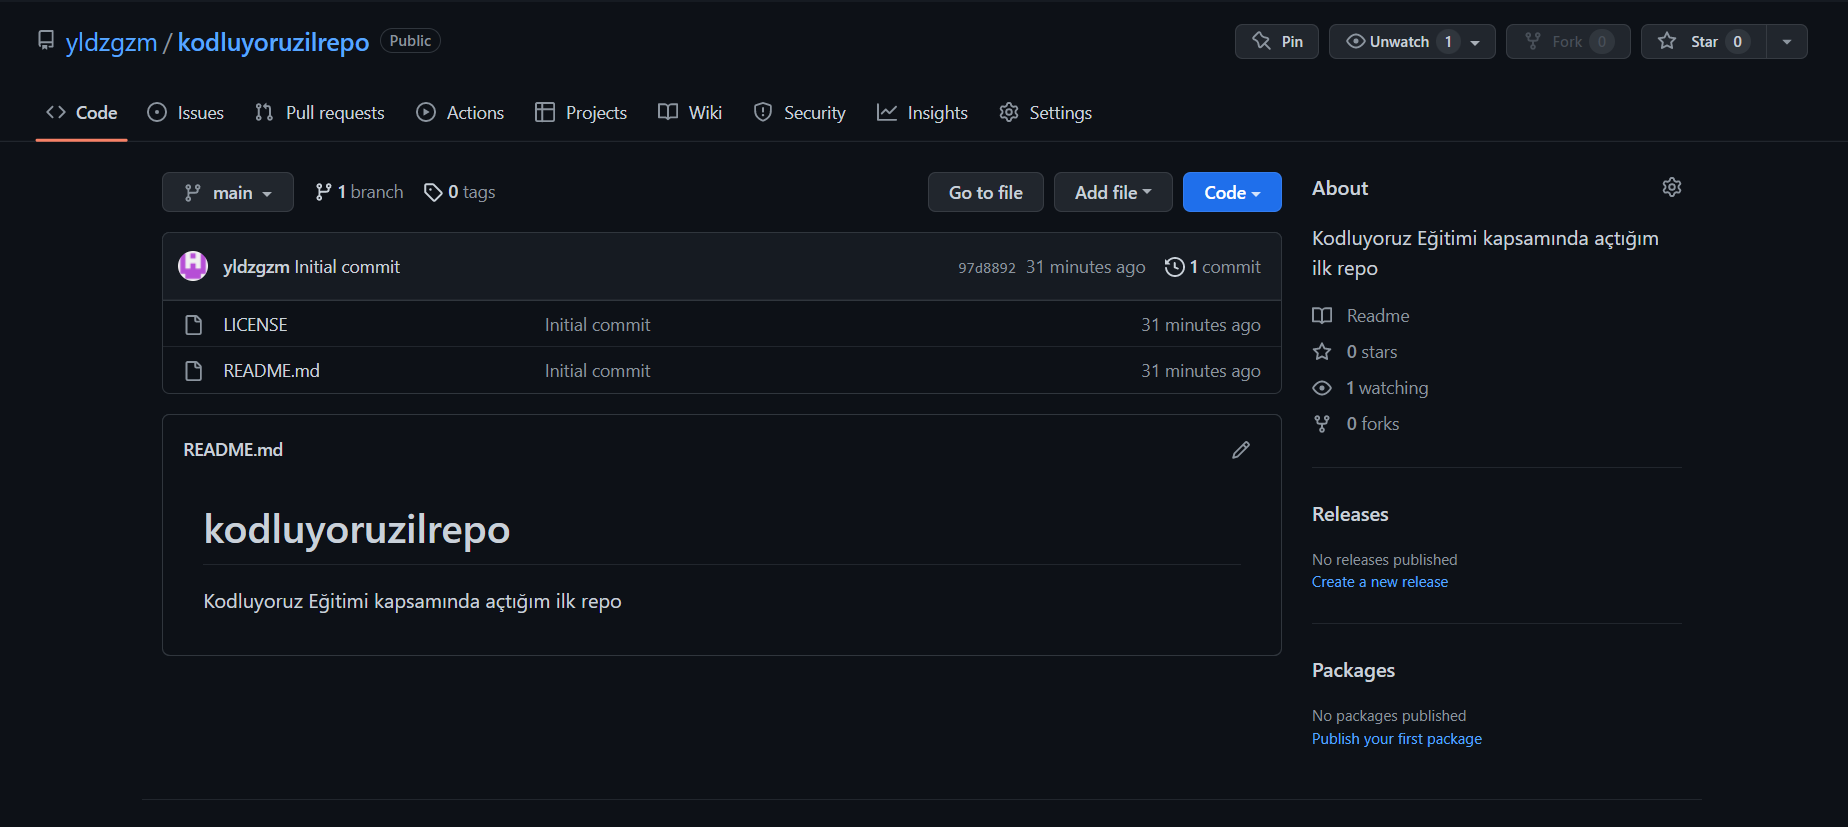 yldzgzm / kodluyoruzilrepo Public
Pin Unwatch 1 Fork 0 Star 0
Code Issues Pull requests Actions Projects Wiki Security Insights Settings
main 1 branch 0 tags Go to file Add file Code
yldzgzm Initial commit 97d8892 31 minutes ago 1 commit
LICENSE Initial commit 31 minutes ago
README.md Initial commit 31 minutes ago
README.md
kodluyoruzilrepo
Kodluyoruz Eğitimi kapsamında açtığım ilk repo
About
Kodluyoruz Eğitimi kapsamında açtığım
ilk repo
Readme
0 stars
1 watching
0 forks
Releases
No releases published
Create a new release
Packages
No packages published
Publish your first package